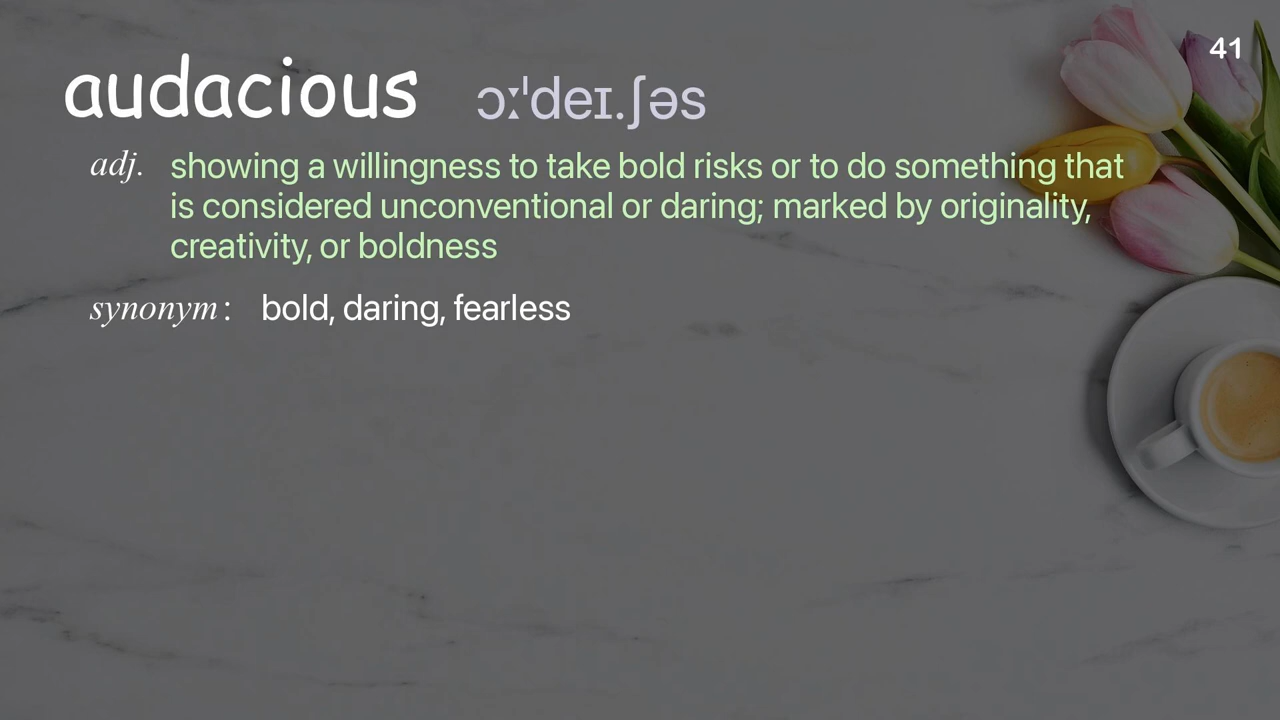 41
audacious ɔːˈdeɪ.ʃəs
adj. showing a willingness to take bold risks or to do something that
is considered unconventional or daring; marked by originality,
creativity, or boldness
synonym : bold, daring, fearless